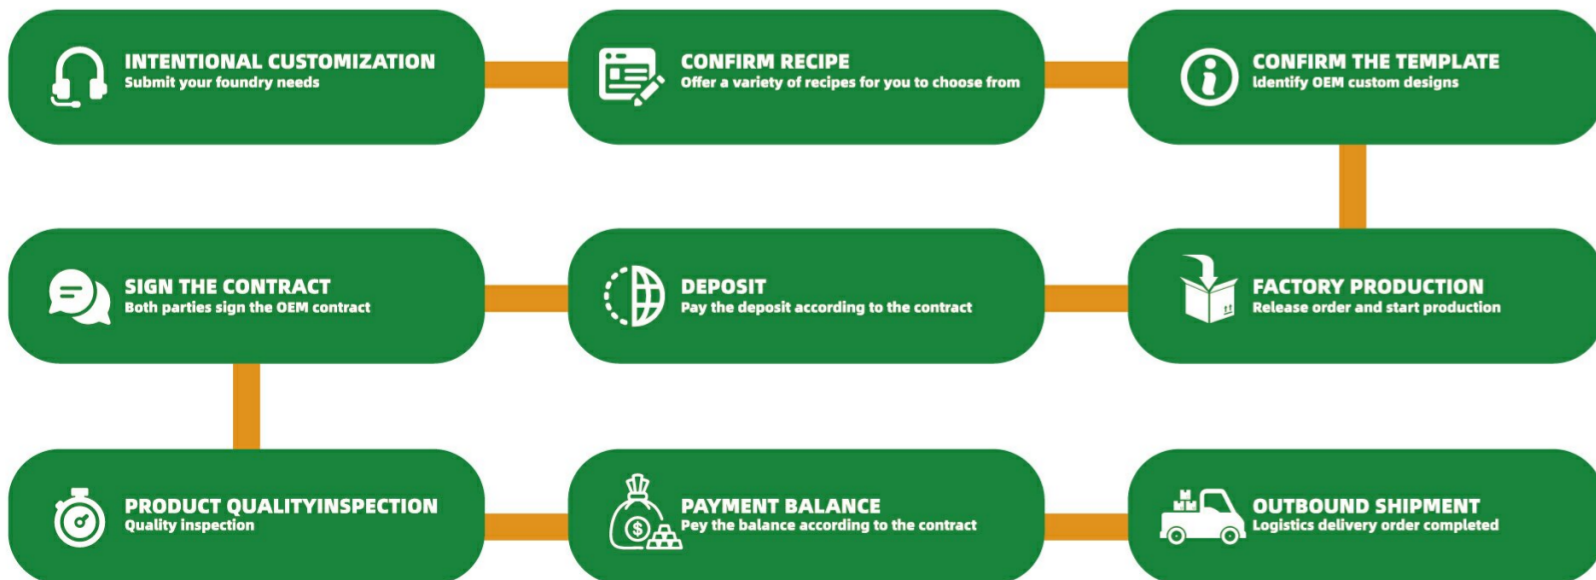 INTENTIONAL CUSTOMIZATION
Submit your foundry needs
CONFIRM RECIPE
Offer a variety of recipes for you to choose from
CONFIRM THE TEMPLATE
Identify OEM custom designs
SIGN THE CONTRACT
Both parties sign the OEM contract
DEPOSIT
Pay the deposit according to the contract
FACTORY PRODUCTION
Release order and start production
PRODUCT QUALITYINSPECTION
Quality inspection
PAYMENT BALANCE
Pey the balance according to the contract
OUTBOUND SHIPMENT
Logistics delivery order completed